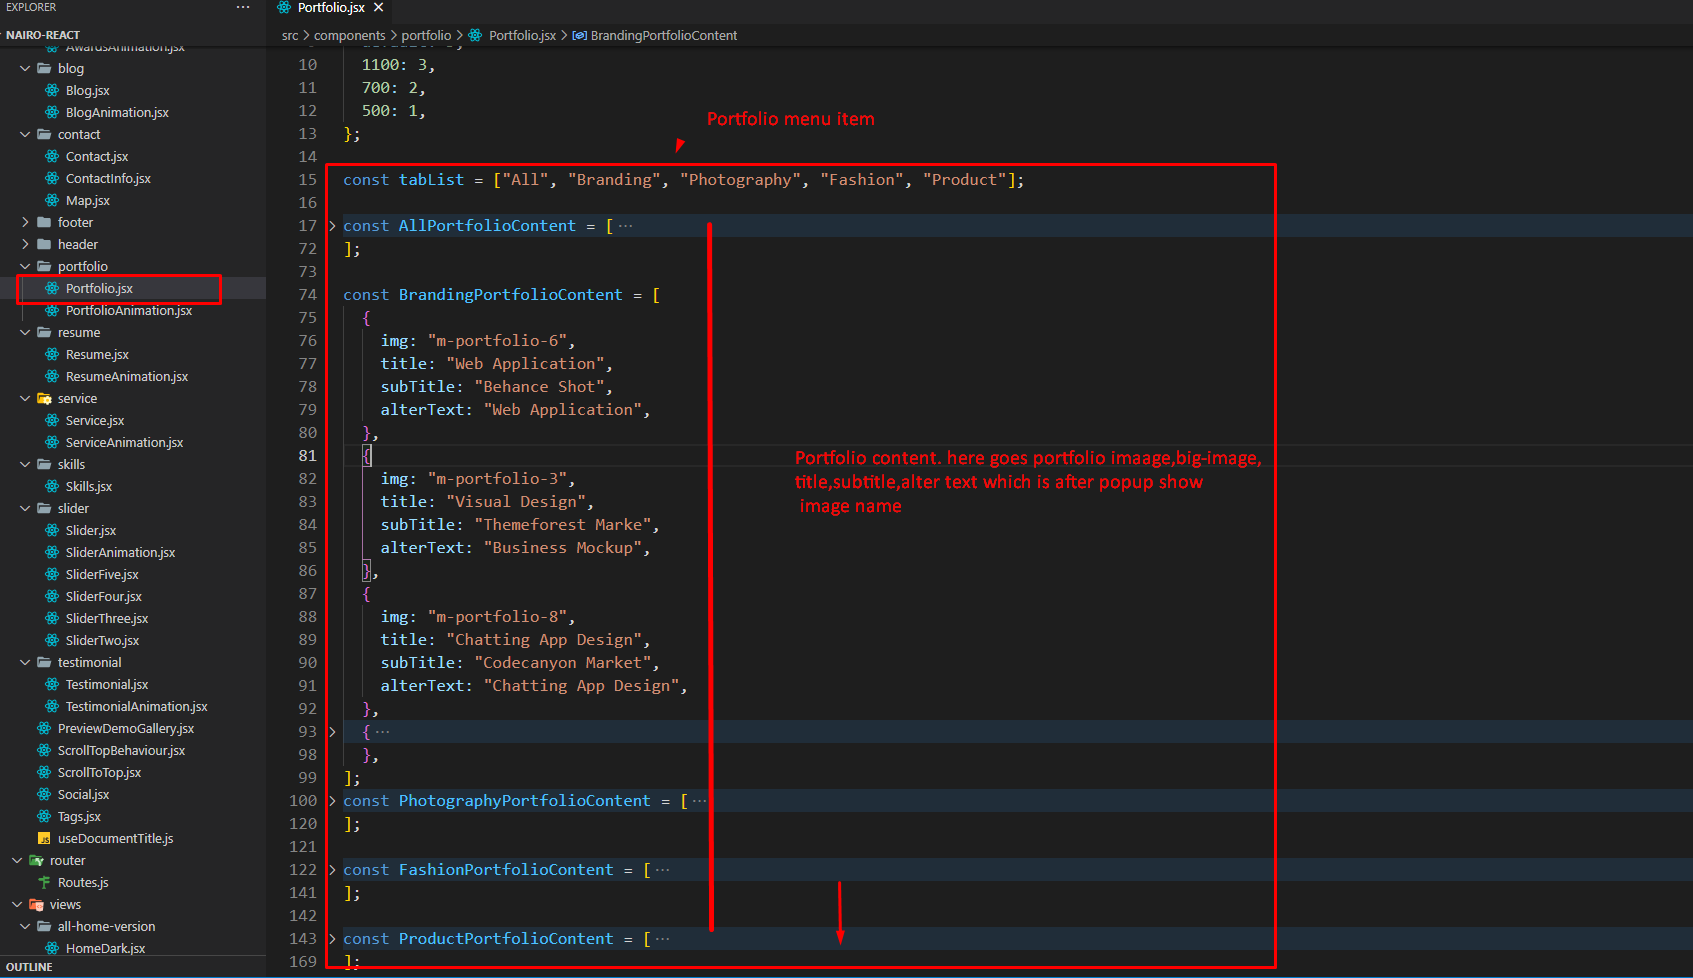 EXPLORER
···
Portfolio.jsx
NAIRO-REACT
src > components > portfolio > Portfolio.jsx > BrandingPortfolioContent
AwardsAnimation.jsx
blog
Blog.jsx
BlogAnimation.jsx
contact
Contact.jsx
ContactInfo.jsx
Map.jsx
footer
header
portfolio
Portfolio.jsx
PortfolioAnimation.jsx
resume
Resume.jsx
ResumeAnimation.jsx
service
Service.jsx
ServiceAnimation.jsx
skills
Skills.jsx
slider
Slider.jsx
SliderAnimation.jsx
SliderFive.jsx
SliderFour.jsx
SliderThree.jsx
SliderTwo.jsx
testimonial
Testimonial.jsx
TestimonialAnimation.jsx
PreviewDemoGallery.jsx
ScrollTopBehaviour.jsx
ScrollToTop.jsx
Social.jsx
Tags.jsx
JS useDocumentTitle.js
router
Routes.js
views
all-home-version
HomeDark.jsx
OUTLINE
10 1100: 3,
11 700: 2,
12 500: 1,
13 };
14
15 const tabList = ["All", "Branding", "Photography", "Fashion", "Product"];
16
17 const AllPortfolioContent = [ ···
72 ];
73
74 const BrandingPortfolioContent = [
75 {
76 img: "m-portfolio-6",
77 title: "Web Application",
78 subTitle: "Behance Shot",
79 alterText: "Web Application",
80 },
81 {
82 img: "m-portfolio-3",
83 title: "Visual Design",
84 subTitle: "Themeforest Marke",
85 alterText: "Business Mockup",
86 },
87 {
88 img: "m-portfolio-8",
89 title: "Chatting App Design",
90 subTitle: "Codecanyon Market",
91 alterText: "Chatting App Design",
92 },
93 { ···
98 },
99 ];
100 const PhotographyPortfolioContent = [ ···
120 ];
121
122 const FashionPortfolioContent = [ ···
141 ];
142
143 const ProductPortfolioContent = [ ···
169 ];
Portfolio menu item
Portfolio content. here goes portfolio imaage,big-image,
title,subtitle,alter text which is after popup show
image name